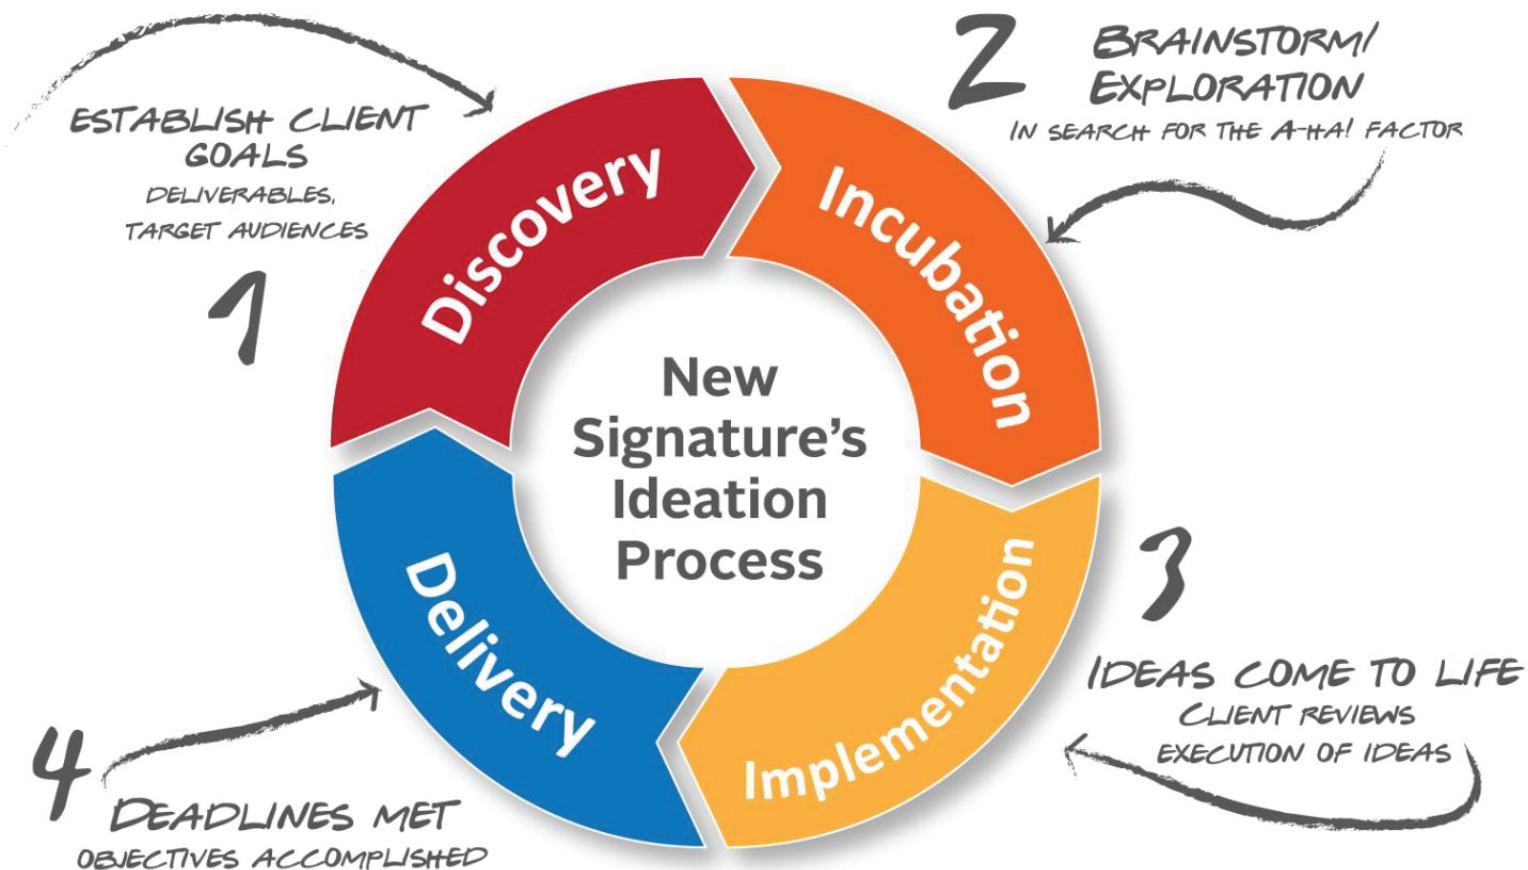 1
ESTABLISH CLIENT
GOALS
DELIVERABLES,
TARGET AUDIENCES
Discovery
2
BRAINSTORM/
EXPLORATION
IN SEARCH FOR THE A-HA! FACTOR
Incubation
New
Signature's
Ideation
Process
3
IDEAS COME TO LIFE
CLIENT REVIEWS
EXECUTION OF IDEAS
Implementation
4
DEADLINES MET
OBJECTIVES ACCOMPLISHED
Delivery